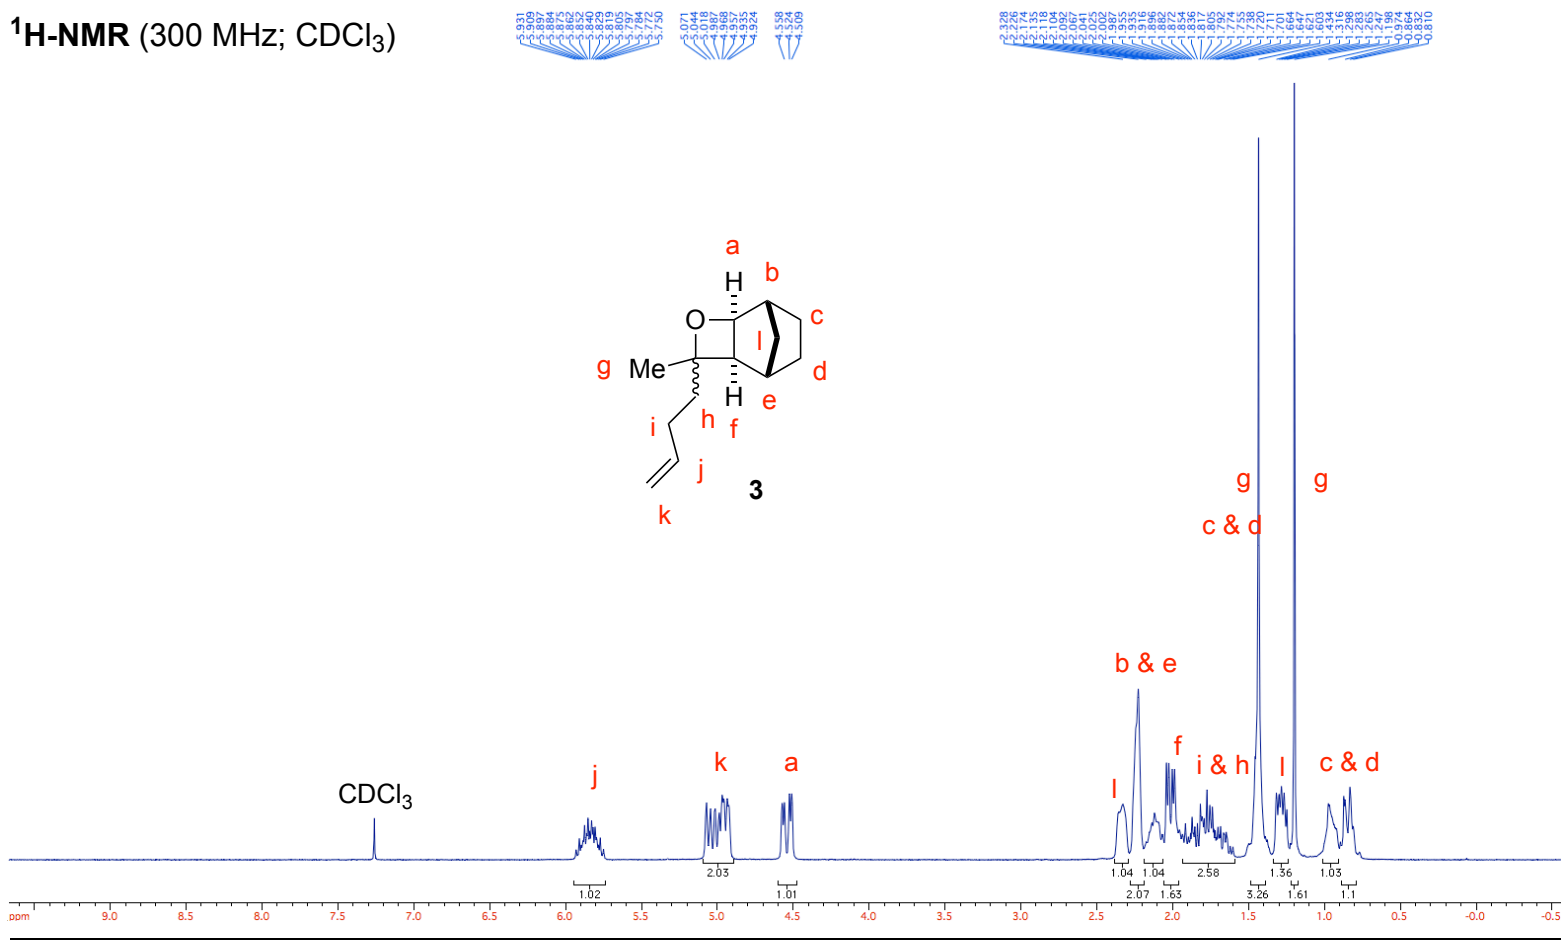 ¹H-NMR (300 MHz; CDCl₃)
5.931 5.909 5.897 5.884 5.875 5.862 5.852 5.840 5.829 5.819 5.805 5.797 5.784 5.772 5.750
5.071 5.044 5.018 4.987 4.968 4.957 4.935 4.924
4.558 4.524 4.509
2.328 2.226 2.174 2.135 2.118 2.104 2.092 2.067 2.041 2.025 2.002 1.987 1.955 1.935 1.916 1.896 1.882 1.872 1.854 1.836 1.817 1.805 1.792 1.774 1.755 1.738 1.720 1.711 1.701 1.664 1.647 1.621 1.603 1.434 1.316 1.298 1.283 1.265 1.247 1.198 0.974 0.864 0.832 0.810
a
H
b
O
c
l
g
Me
d
H
e
i
h
f
j
3
k
g
g
c & d
b & e
f
j
k
a
l
i & h
l
c & d
CDCl₃
1.02
2.03
1.01
1.04
2.07
1.04
1.63
2.58
3.26
1.36
1.61
1.03
1.1
ppm 9.0 8.5 8.0 7.5 7.0 6.5 6.0 5.5 5.0 4.5 4.0 3.5 3.0 2.5 2.0 1.5 1.0 0.5 -0.0 -0.5